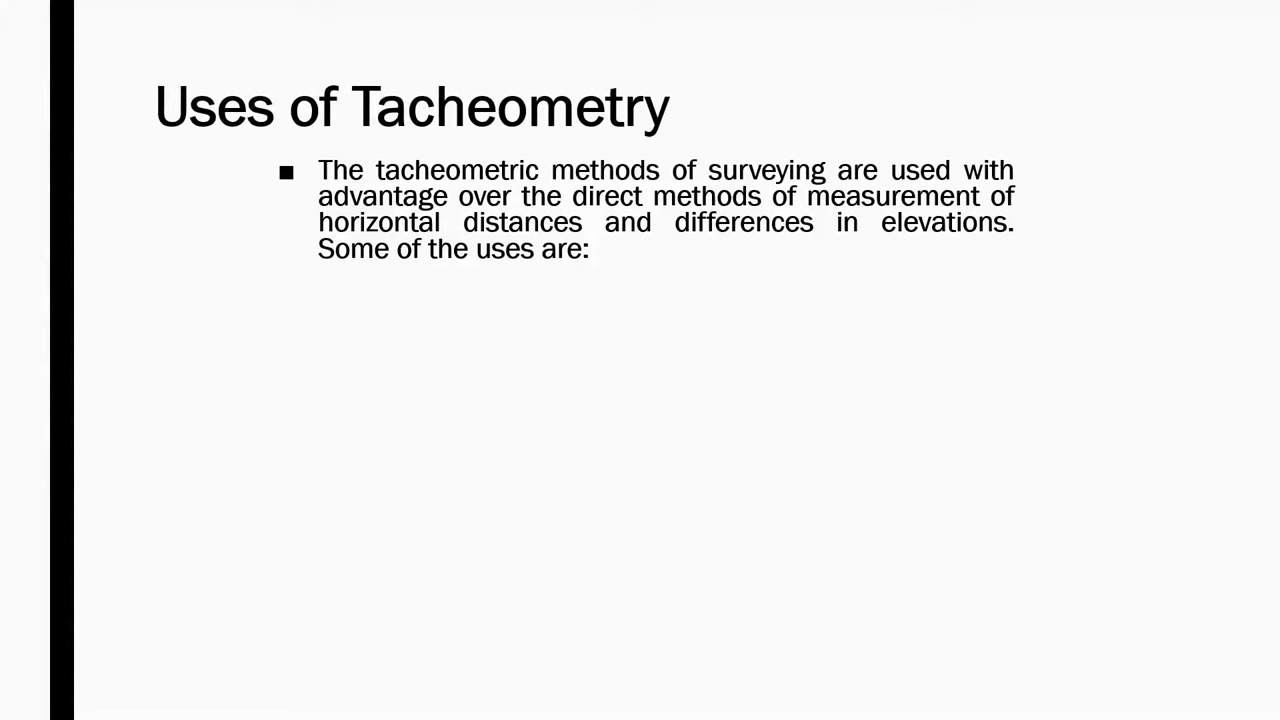 Uses of Tacheometry
■ The tacheometric methods of surveying are used with
advantage over the direct methods of measurement of
horizontal distances and differences in elevations.
Some of the uses are: